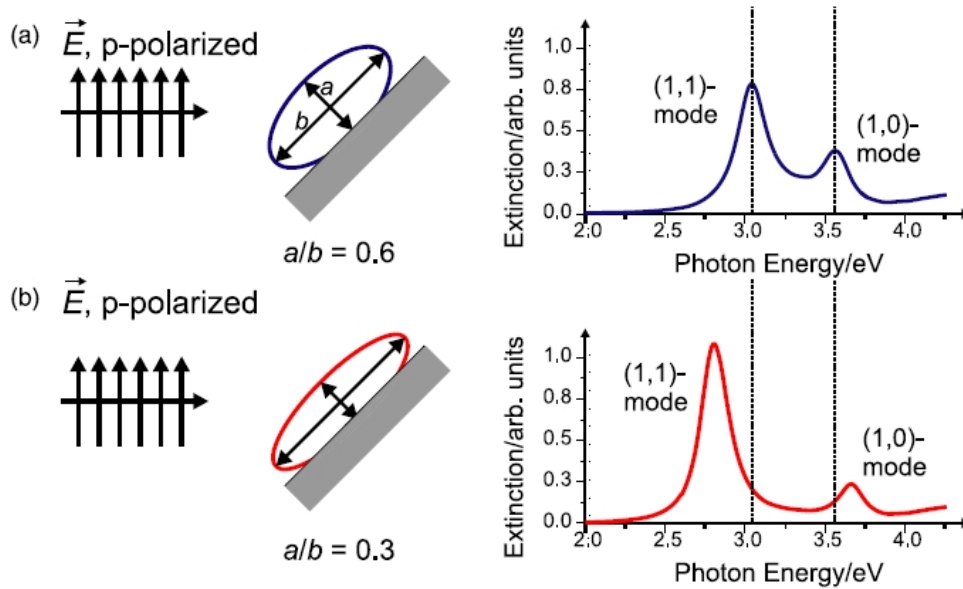 (a)
E, p-polarized
a
b
a/b = 0.6
Extinction/arb. units
1.0
0.8
0.5
0.3
0.0
2.0
2.5
3.0
3.5
4.0
(1,1)-
mode
(1,0)-
mode
Photon Energy/eV
(b)
E, p-polarized
a/b = 0.3
Extinction/arb. units
1.0
0.8
0.5
0.3
0.0
2.0
2.5
3.0
3.5
4.0
(1,1)-
mode
(1,0)-
mode
Photon Energy/eV